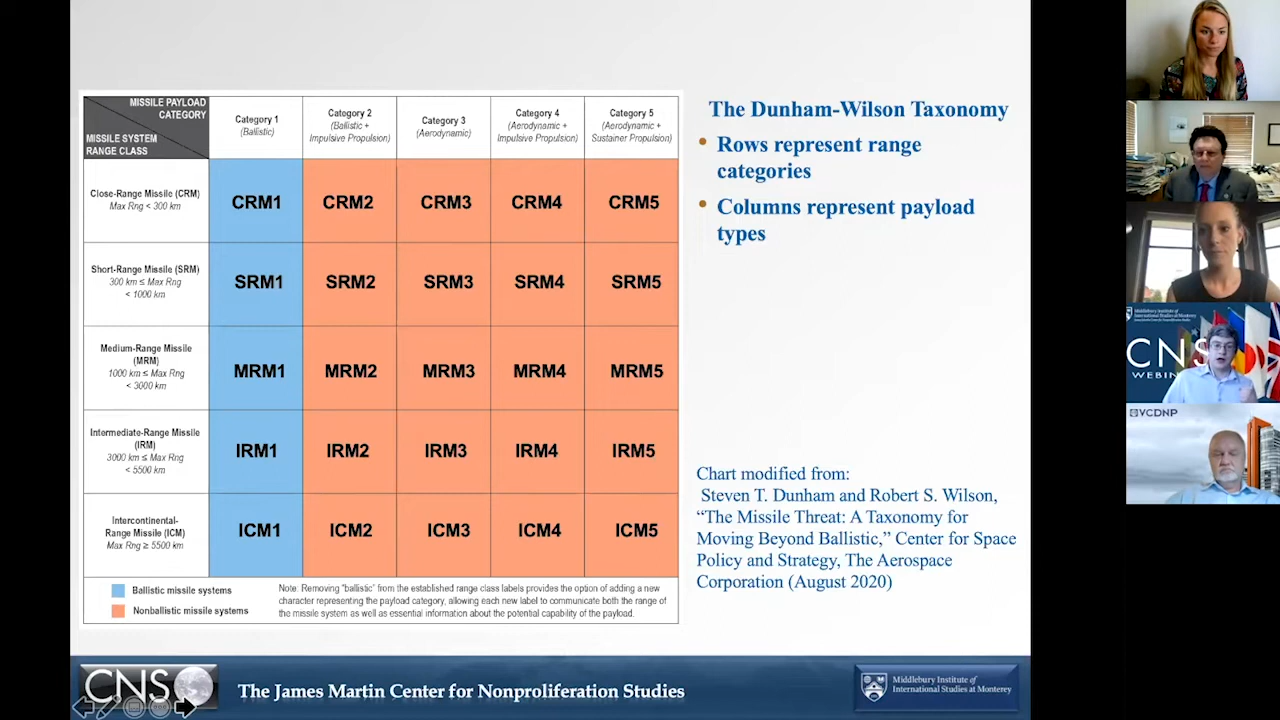 MISSILE PAYLOAD
CATEGORY
MISSILE SYSTEM
RANGE CLASS
Category 1
(Ballistic)
Category 2
(Ballistic +
Impulsive Propulsion)
Category 3
(Aerodynamic)
Category 4
(Aerodynamic +
Impulsive Propulsion)
Category 5
(Aerodynamic +
Sustainer Propulsion)
Close-Range Missile (CRM)
Max Rng < 300 km
CRM1 CRM2 CRM3 CRM4 CRM5
Short-Range Missile (SRM)
300 km ≤ Max Rng
< 1000 km
SRM1 SRM2 SRM3 SRM4 SRM5
Medium-Range Missile
(MRM)
1000 km ≤ Max Rng
< 3000 km
MRM1 MRM2 MRM3 MRM4 MRM5
Intermediate-Range Missile
(IRM)
3000 km ≤ Max Rng
< 5500 km
IRM1 IRM2 IRM3 IRM4 IRM5
Intercontinental-
Range Missile (ICM)
Max Rng ≥ 5500 km
ICM1 ICM2 ICM3 ICM4 ICM5
Ballistic missile systems
Nonballistic missile systems
Note: Removing "ballistic" from the established range class labels provides the option of adding a new
character representing the payload category, allowing each new label to communicate both the range of
the missile system as well as essential information about the potential capability of the payload.
The Dunham-Wilson Taxonomy
• Rows represent range
categories
• Columns represent payload
types
Chart modified from:
Steven T. Dunham and Robert S. Wilson,
“The Missile Threat: A Taxonomy for
Moving Beyond Ballistic,” Center for Space
Policy and Strategy, The Aerospace
Corporation (August 2020)
CNS
The James Martin Center for Nonproliferation Studies
Middlebury Institute of
International Studies at Monterey
Middlebury Institute of
International Studies at Monterey
CNS
WEBIN
VCDNP